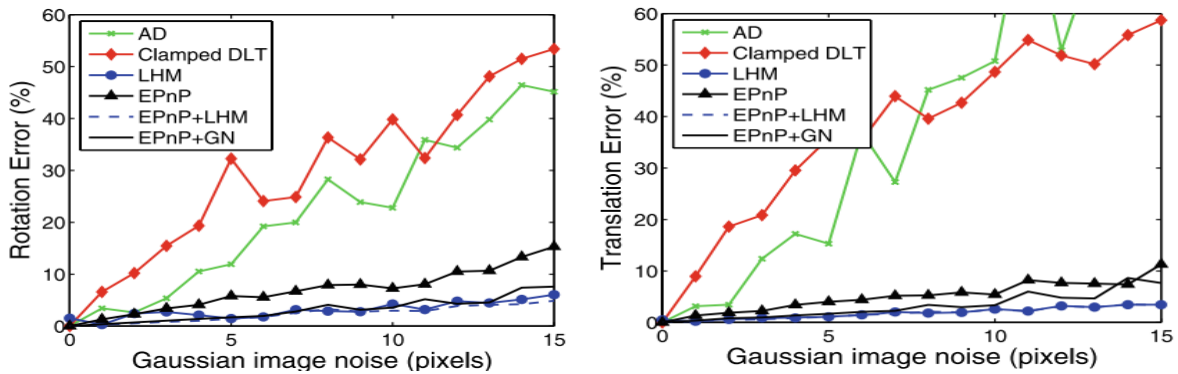 60
50
40
30
20
10
0
Rotation Error (%)
AD
Clamped DLT
LHM
EPnP
EPnP+LHM
EPnP+GN
0 5 10 15
Gaussian image noise (pixels)
60
50
40
30
20
10
0
Translation Error (%)
AD
Clamped DLT
LHM
EPnP
EPnP+LHM
EPnP+GN
0 5 10 15
Gaussian image noise (pixels)